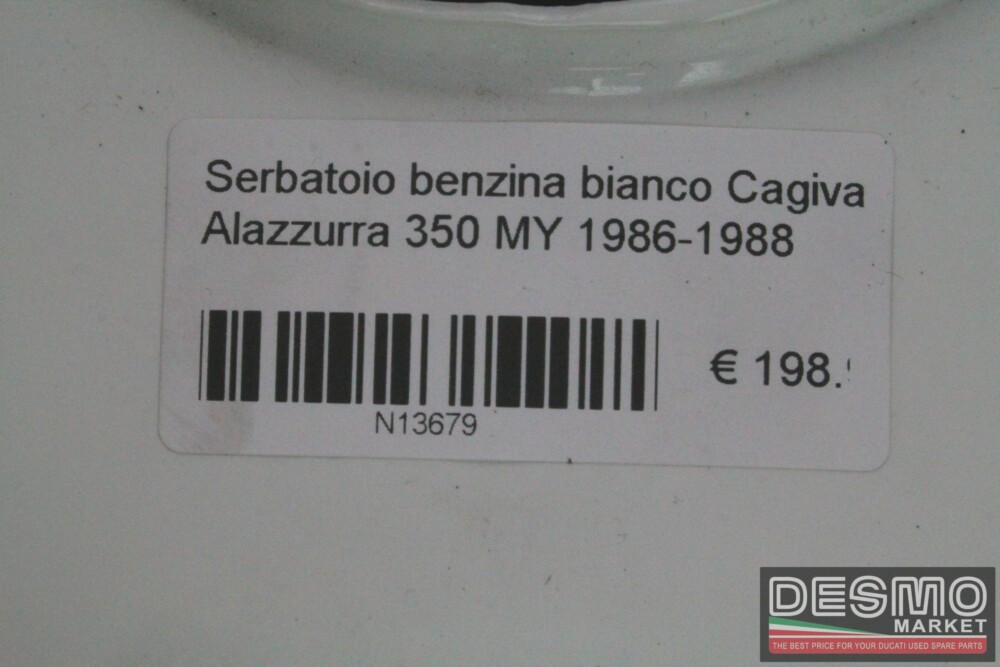 Serbatoio benzina bianco Cagiva
Alazzurra 350 MY 1986-1988
€ 198.
N13679
DESMO
MARKET
THE BEST PRICE FOR YOUR DUCATI USED SPARE PARTS